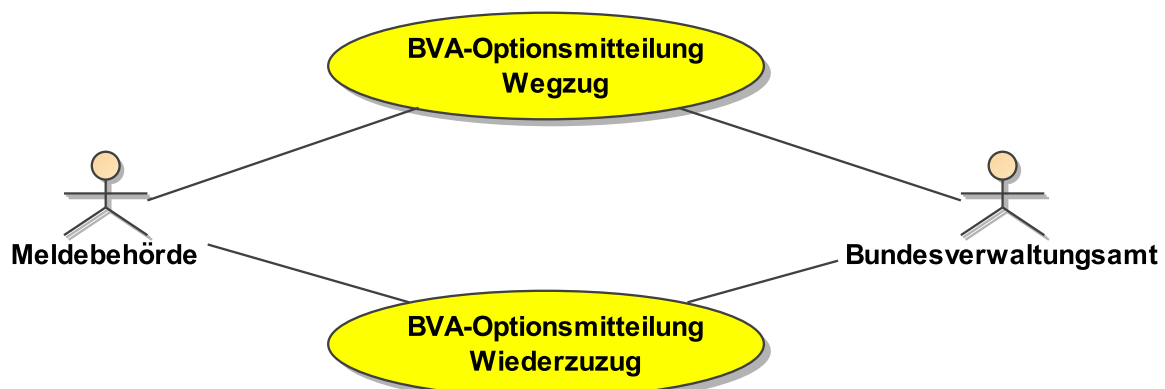 BVA-Optionsmitteilung
Wegzug
Meldebehörde
Bundesverwaltungsamt
BVA-Optionsmitteilung
Wiederzuzug